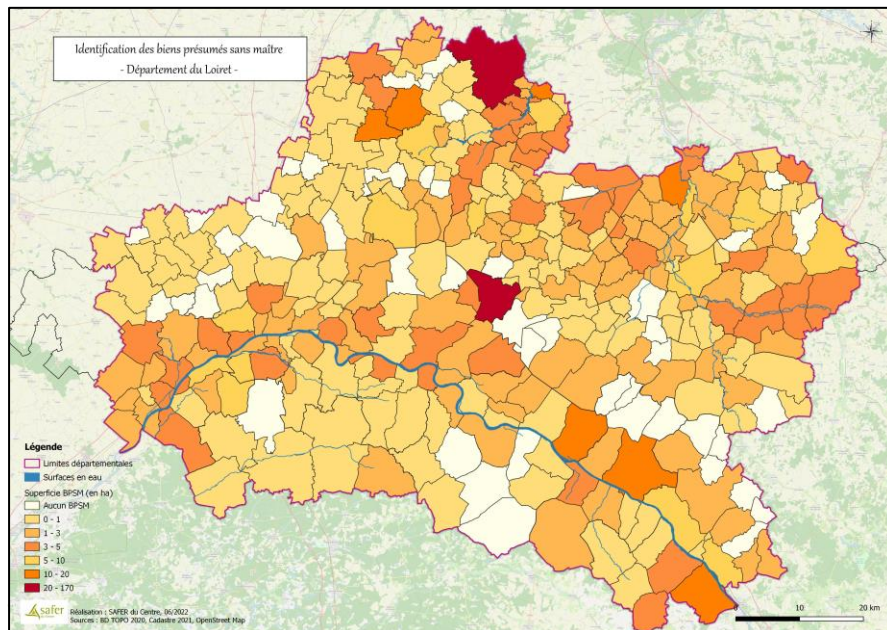 Identification des biens présumés sans maître
- Département du Loiret -
Légende
Limites départementales
Surfaces en eau
Superficie BPSM (en ha)
Aucun BPSM
0 - 1
1 - 3
3 - 5
5 - 10
10 - 20
20 - 170
safer
Réalisation : SAFER du Centre, 06/2022
Sources : BD TOPO 2020, Cadastre 2021, OpenStreet Map
0 10 20 km